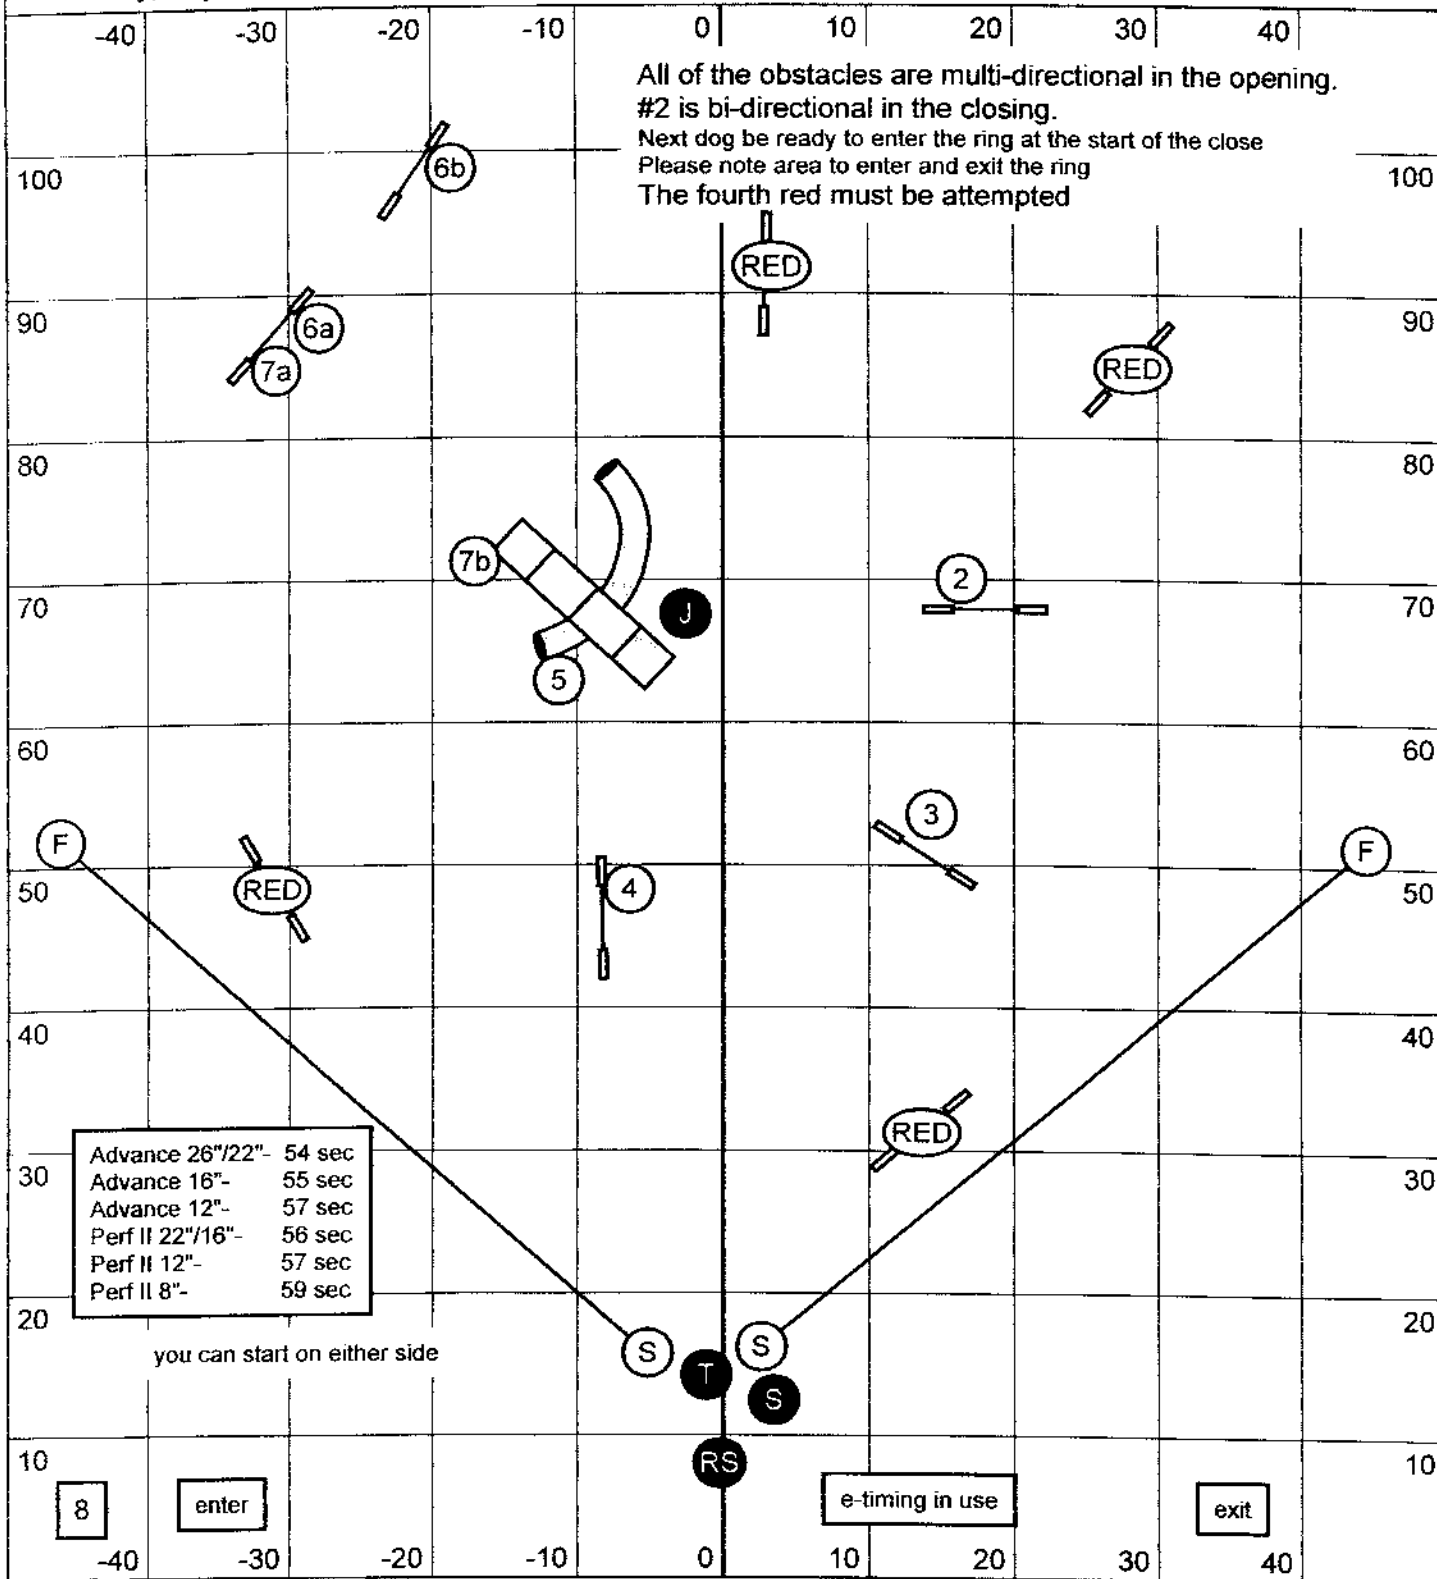 -40 -30 -20 -10 0 10 20 30 40
All of the obstacles are multi-directional in the opening.
#2 is bi-directional in the closing.
Next dog be ready to enter the ring at the start of the close
Please note area to enter and exit the ring
The fourth red must be attempted
100 100
6b
RED
90 90
6a
7a
RED
80 80
7b
2
70 70
J
5
60 60
3
F F
50 50
RED
4
40 40
RED
Advance 26"/22"- 54 sec
Advance 16"- 55 sec
Advance 12"- 57 sec
Perf II 22"/16"- 56 sec
Perf II 12"- 57 sec
Perf II 8"- 59 sec
30 30
20 20
you can start on either side
S S
T
S
10 10
RS
8 enter e-timing in use exit
-40 -30 -20 -10 0 10 20 30 40